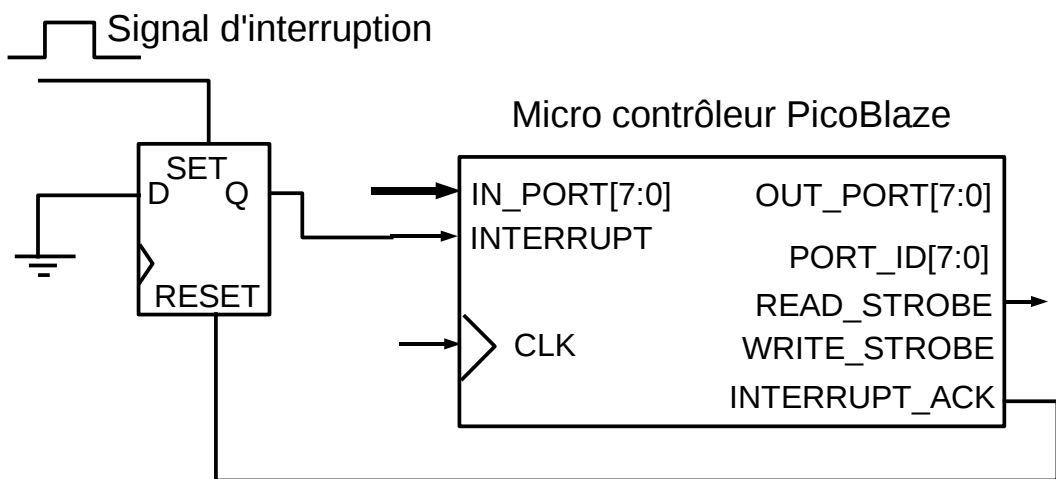 Signal d'interruption
Micro contrôleur PicoBlaze
SET
D Q
RESET
IN_PORT[7:0]
INTERRUPT
CLK
OUT_PORT[7:0]
PORT_ID[7:0]
READ_STROBE
WRITE_STROBE
INTERRUPT_ACK